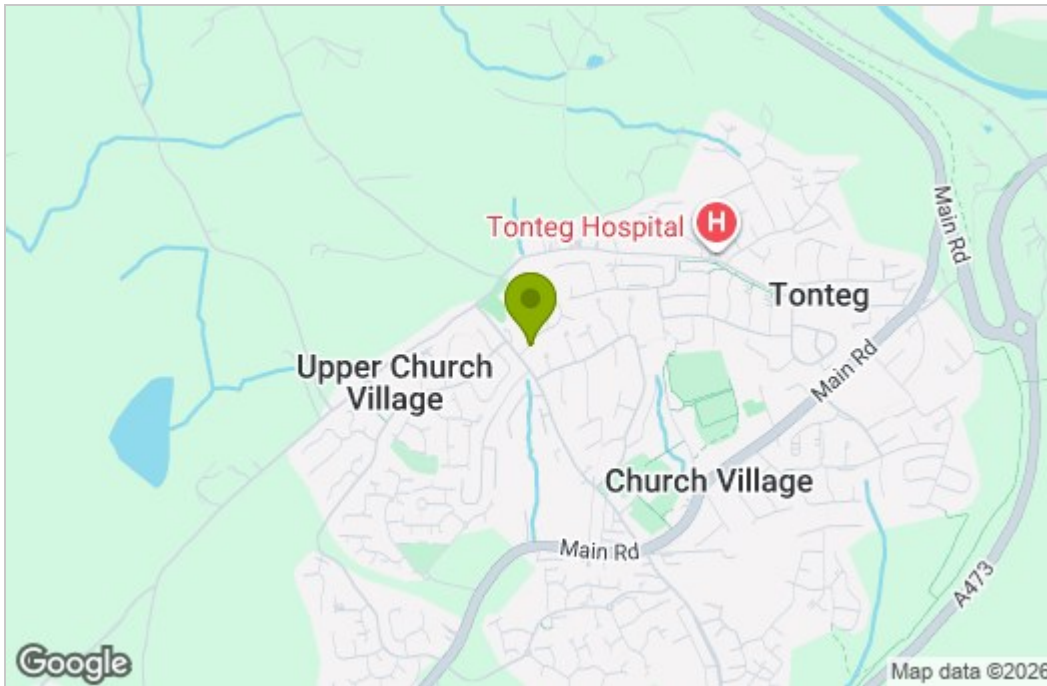 Main Rd
Tonteg Hospital
H
Tonteg
Upper Church
Village
Main Rd
Church Village
Main Rd
A473
Google
Map data ©2026